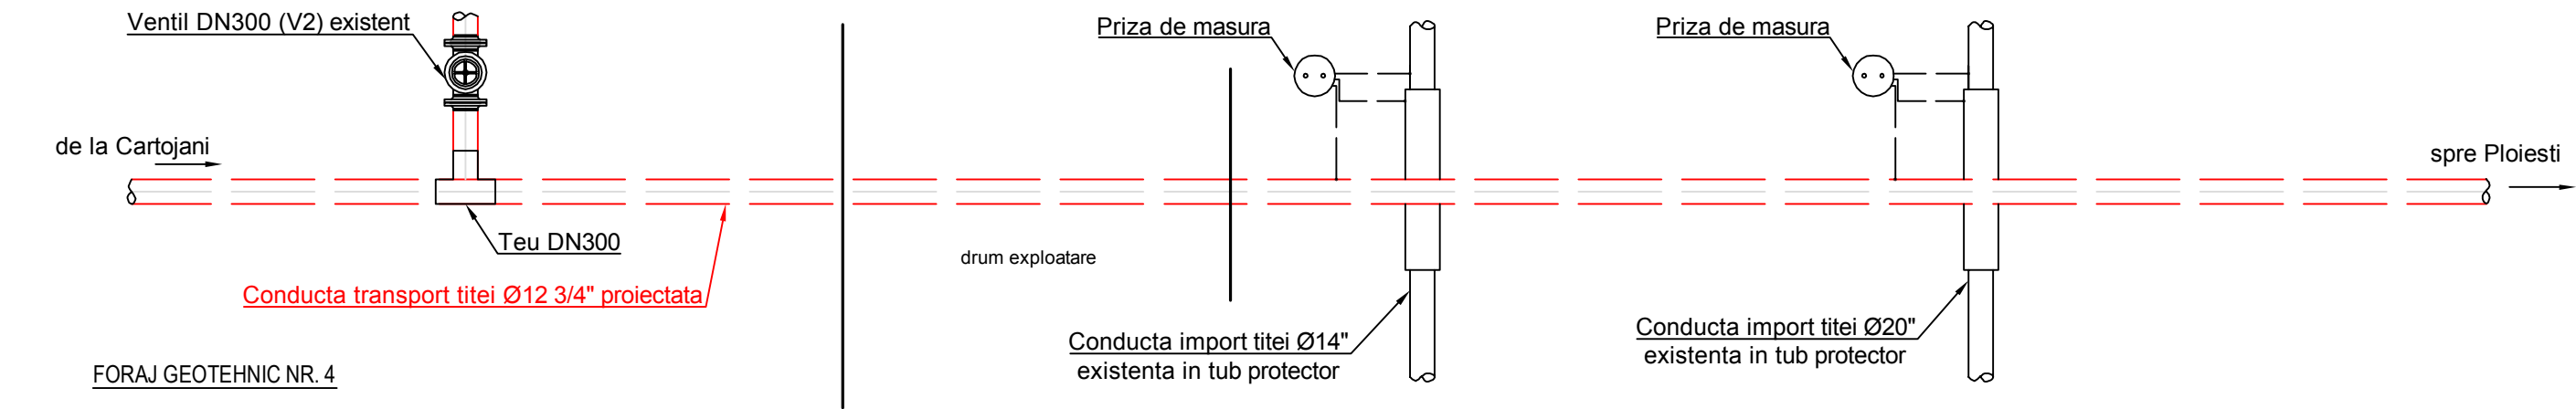 Ventil DN300 (V2) existent
Priza de masura
Priza de masura
de la Cartojani
spre Ploiesti
Teu DN300
drum exploatare
Conducta transport titei Ø12 3/4" proiectata
Conducta import titei Ø14"
existenta in tub protector
Conducta import titei Ø20"
existenta in tub protector
FORAJ GEOTEHNIC NR. 4